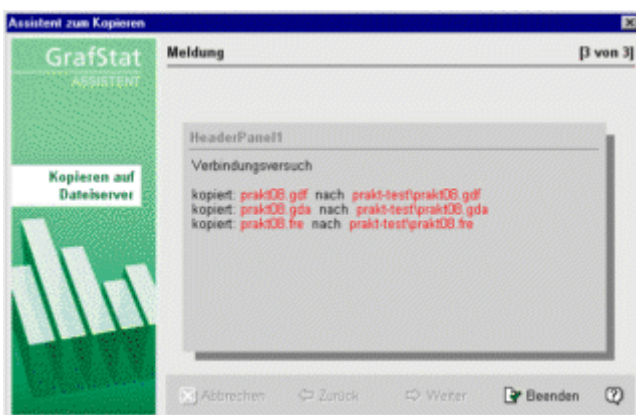 Assistent zum Kopieren
GrafStat
ASSISTENT
Meldung
[3 von 3]
HeaderPanel1
Verbindungsversuch
Kopieren auf
Dateiserver
kopiert: prakt08.gdf nach prakt-test\prakt08.gdf
kopiert: prakt08.gda nach prakt-test\prakt08.gda
kopiert: prakt08.fre nach prakt-test\prakt08.fre
Abbrechen
Zurück
Weiter
Beenden